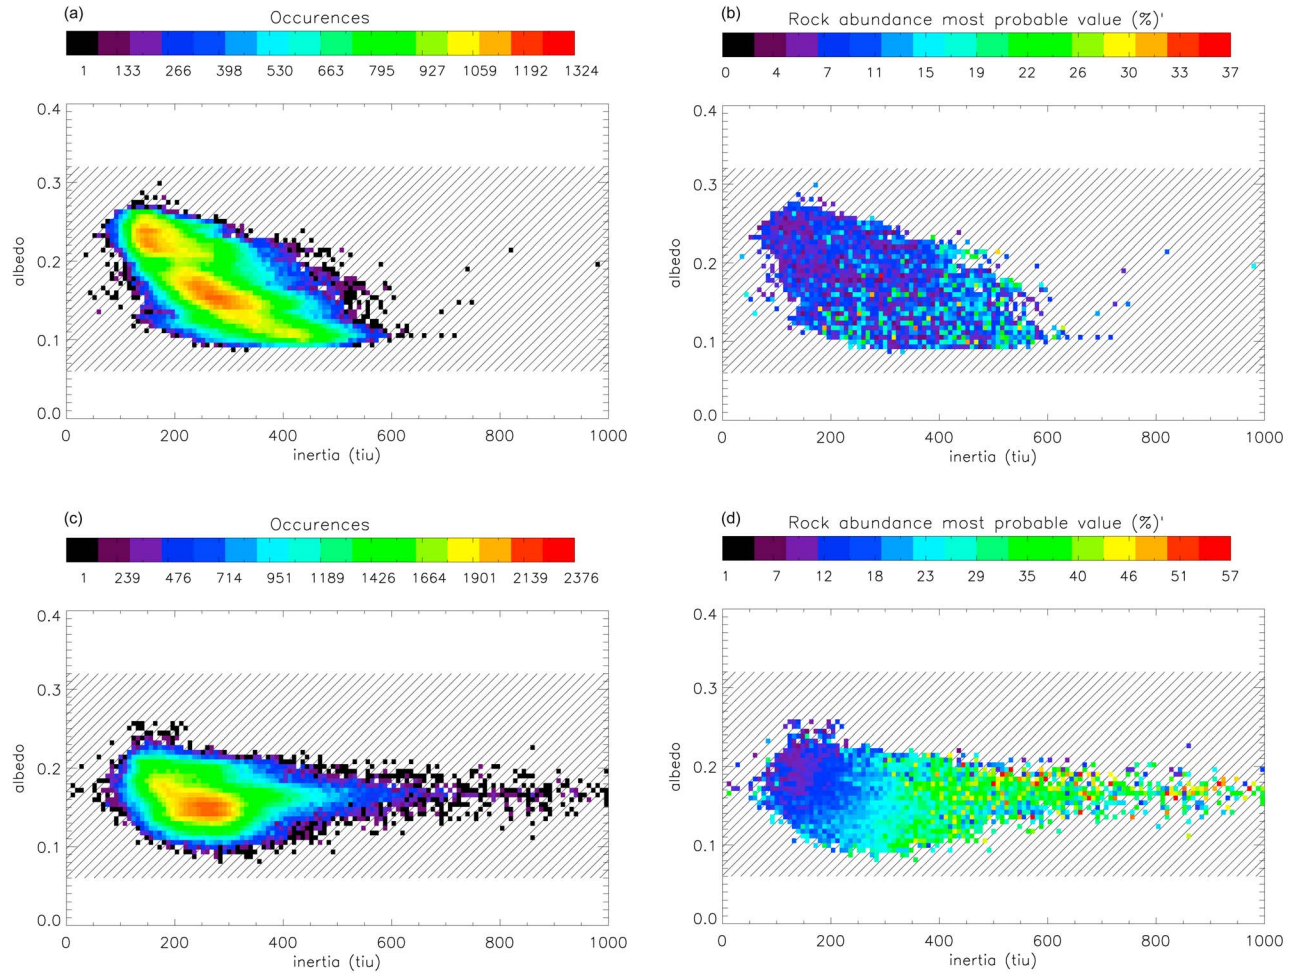 (a) Occurences
1 133 266 398 530 663 795 927 1059 1192 1324
0.4
0.3
0.2
0.1
0.0
albedo
0 200 400 600 800 1000
inertia (tiu)
(b) Rock abundance most probable value (%)'
0 4 7 11 15 19 22 26 30 33 37
0.4
0.3
0.2
0.1
0.0
albedo
0 200 400 600 800 1000
inertia (tiu)
(c) Occurences
1 239 476 714 951 1189 1426 1664 1901 2139 2376
0.4
0.3
0.2
0.1
0.0
albedo
0 200 400 600 800 1000
inertia (tiu)
(d) Rock abundance most probable value (%)'
1 7 12 18 23 29 35 40 46 51 57
0.4
0.3
0.2
0.1
0.0
albedo
0 200 400 600 800 1000
inertia (tiu)